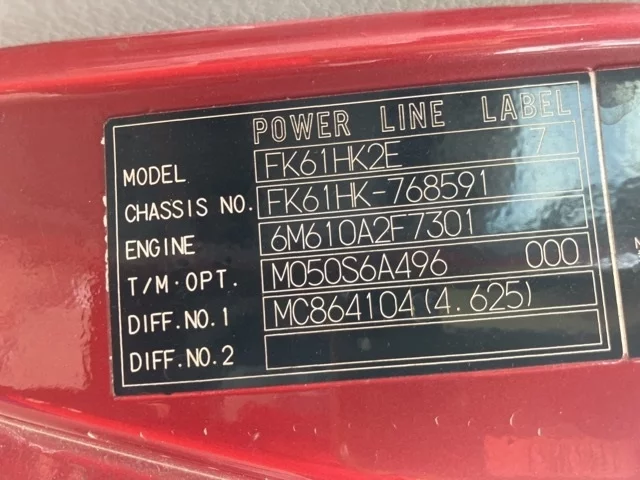 POWER LINE LABEL
MODEL FK61HK2E 7
CHASSIS NO. FK61HK-768591
ENGINE 6M610A2F7301
T/M·OPT. M050S6A496 000
DIFF.NO.1 MC864104(4.625)
DIFF.NO.2